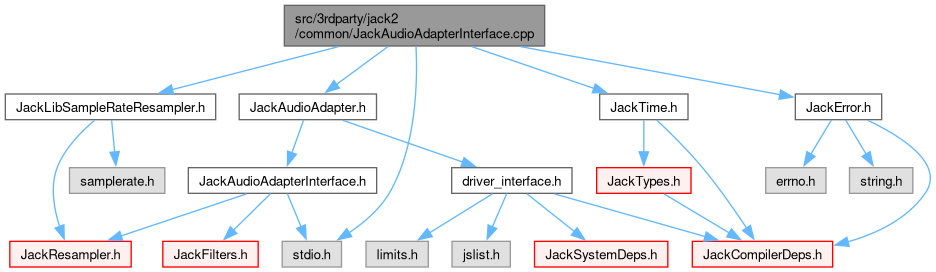 src/3rdparty/jack2
/common/JackAudioAdapterInterface.cpp
JackLibSampleRateResampler.h
JackAudioAdapter.h
JackTime.h
JackError.h
samplerate.h
JackAudioAdapterInterface.h
driver_interface.h
JackTypes.h
errno.h
string.h
JackResampler.h
JackFilters.h
stdio.h
limits.h
jslist.h
JackSystemDeps.h
JackCompilerDeps.h